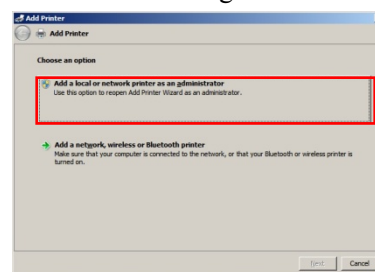 Add Printer
Add Printer
Choose an option
Add a local or network printer as an administrator
Use this option to reopen Add Printer Wizard as an administrator.
Add a network, wireless or Bluetooth printer
Make sure that your computer is connected to the network, or that your Bluetooth or wireless printer is
turned on.
Next Cancel